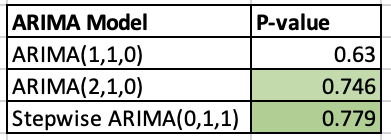 ARIMA Model P-value
ARIMA(1,1,0) 0.63
ARIMA(2,1,0) 0.746
Stepwise ARIMA(0,1,1) 0.779